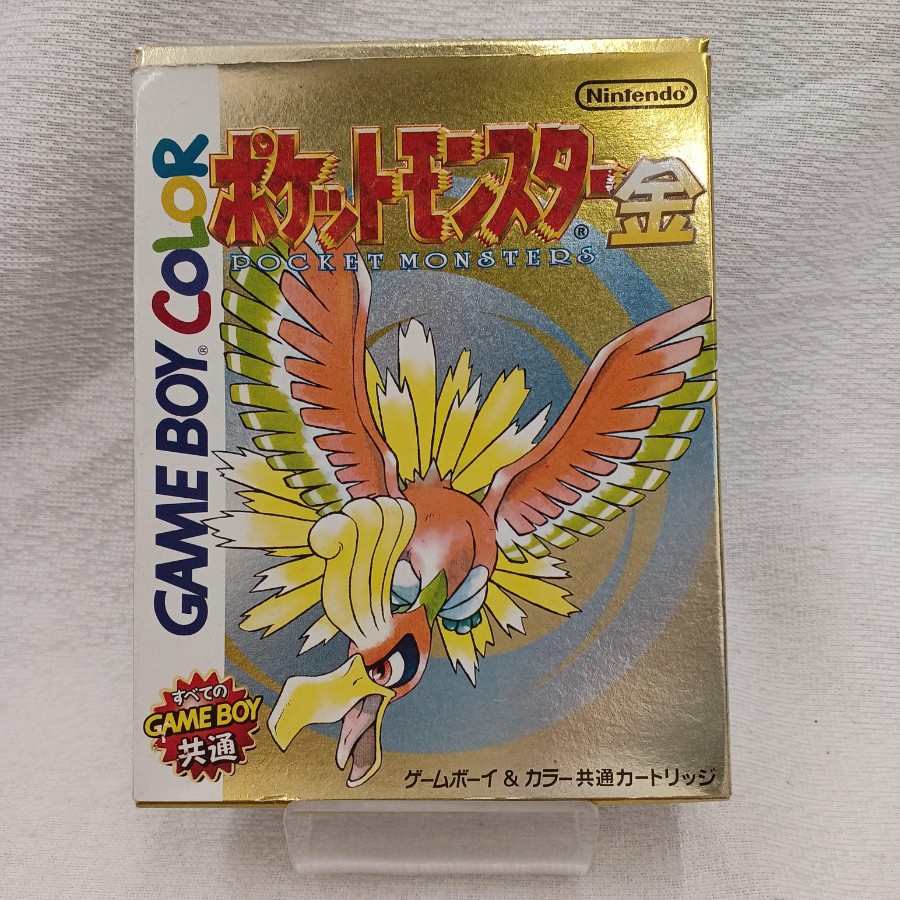 Nintendo®
ポケットモンスター金
®
POCKET MONSTERS
GAME BOY® COLOR
すべての
GAME BOY
共通
ゲームボーイ & カラー共通カートリッジ